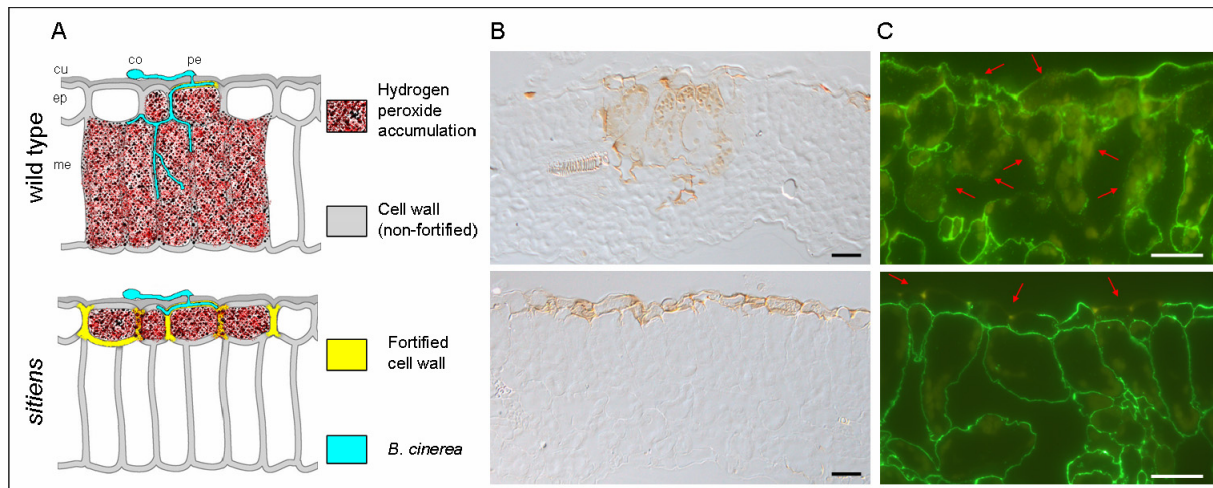 A
B
C
co
pe
cu
ep
me
wild type
Hydrogen
peroxide
accumulation
Cell wall
(non-fortified)
sitiens
Fortified
cell wall
B. cinerea